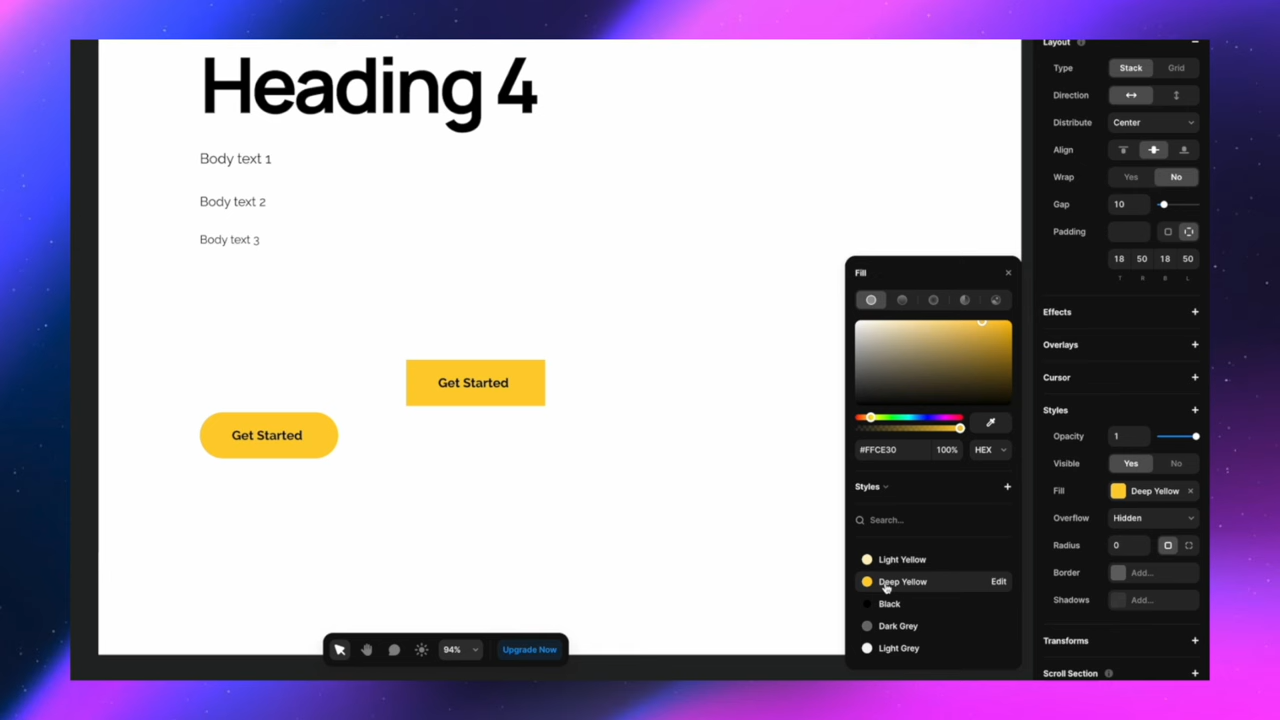 Heading 4
Body text 1
Body text 2
Body text 3
Get Started
Get Started
94%
Upgrade Now
Fill
#FFCE30
100%
HEX
Styles
Search...
Light Yellow
Deep Yellow
Edit
Black
Dark Grey
Light Grey
Layout
Type
Stack
Grid
Direction
Distribute
Center
Align
Wrap
Yes
No
Gap
10
Padding
18 50 18 50
T R B L
Effects
Overlays
Cursor
Styles
Opacity
1
Visible
Yes
No
Fill
Deep Yellow
Overflow
Hidden
Radius
0
Border
Add...
Shadows
Add...
Transforms
Scroll Section